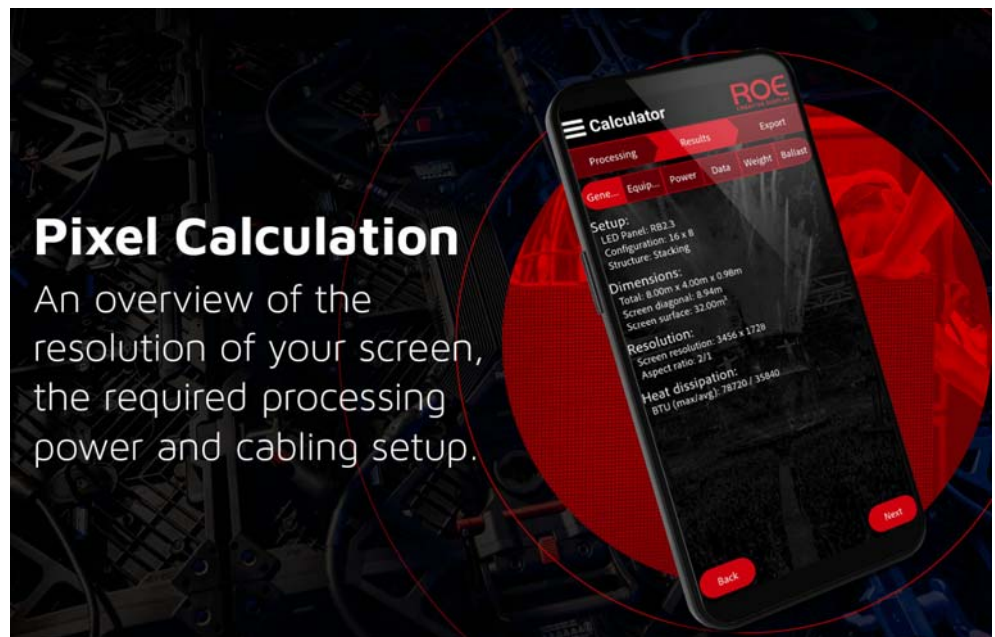 Pixel Calculation
An overview of the
resolution of your screen,
the required processing
power and cabling setup.
ROE
CREATIVE DISPLAY
Calculator
Processing
Results
Export
Gene...
Equip...
Power
Data
Weight
Ballast
Setup:
LED Panel: RB2.3
Configuration: 16 x 8
Structure: Stacking
Dimensions:
Total: 8.00m x 4.00m x 0.98m
Screen diagonal: 8.94m
Screen surface: 32.00m²
Resolution:
Screen resolution: 3456 x 1728
Aspect ratio: 2/1
Heat dissipation:
BTU (max/avg): 78720 / 35840
Back
Next